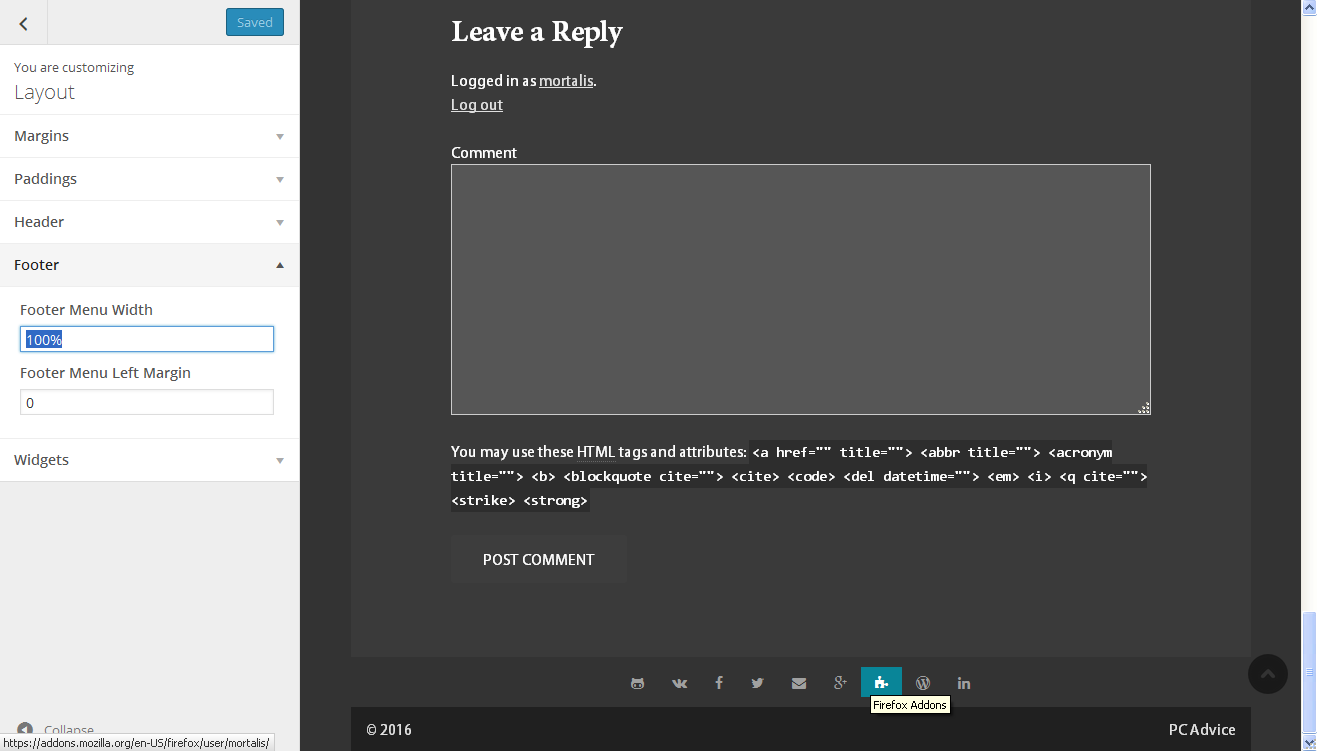 Saved
You are customizing
Layout
Margins
Paddings
Header
Footer
Footer Menu Width
100%
Footer Menu Left Margin
0
Widgets
Collapse
https://addons.mozilla.org/en-US/firefox/user/mortalis/
Leave a Reply
Logged in as mortalis.
Log out
Comment
You may use these HTML tags and attributes: <a href="" title=""> <abbr title=""> <acronym
title=""> <b> <blockquote cite=""> <cite> <code> <del datetime=""> <em> <i> <q cite="">
<strike> <strong>
POST COMMENT
Firefox Addons
© 2016
PC Advice